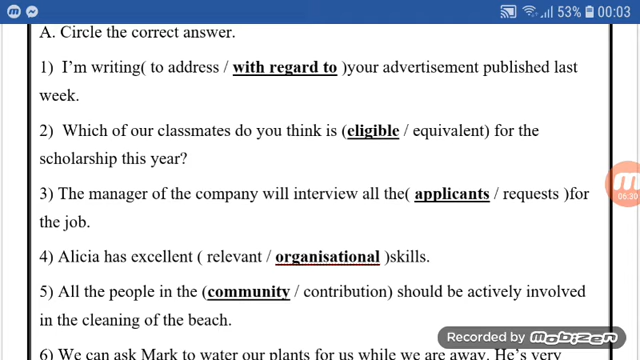 53% 00:03
A. Circle the correct answer.
1) I'm writing( to address / with regard to )your advertisement published last
week.
2) Which of our classmates do you think is (eligible / equivalent) for the
scholarship this year?
3) The manager of the company will interview all the( applicants / requests )for
the job.
06:30
4) Alicia has excellent ( relevant / organisational )skills.
5) All the people in the (community / contribution) should be actively involved
in the cleaning of the beach.
Recorded by mobizen
6) We can ask Mark to water our plants for us while we are away. He's very